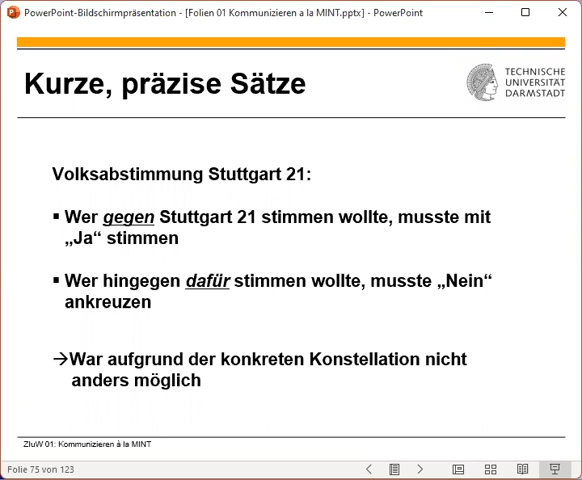 PowerPoint-Bildschirmpräsentation - [Folien 01 Kommunizieren a la MINT.pptx] - PowerPoint
Kurze, präzise Sätze
TECHNISCHE
UNIVERSITÄT
DARMSTADT
Volksabstimmung Stuttgart 21:
▪ Wer gegen Stuttgart 21 stimmen wollte, musste mit
„Ja“ stimmen
▪ Wer hingegen dafür stimmen wollte, musste „Nein“
ankreuzen
→War aufgrund der konkreten Konstellation nicht
anders möglich
ZIuW 01: Kommunizieren à la MINT
Folie 75 von 123